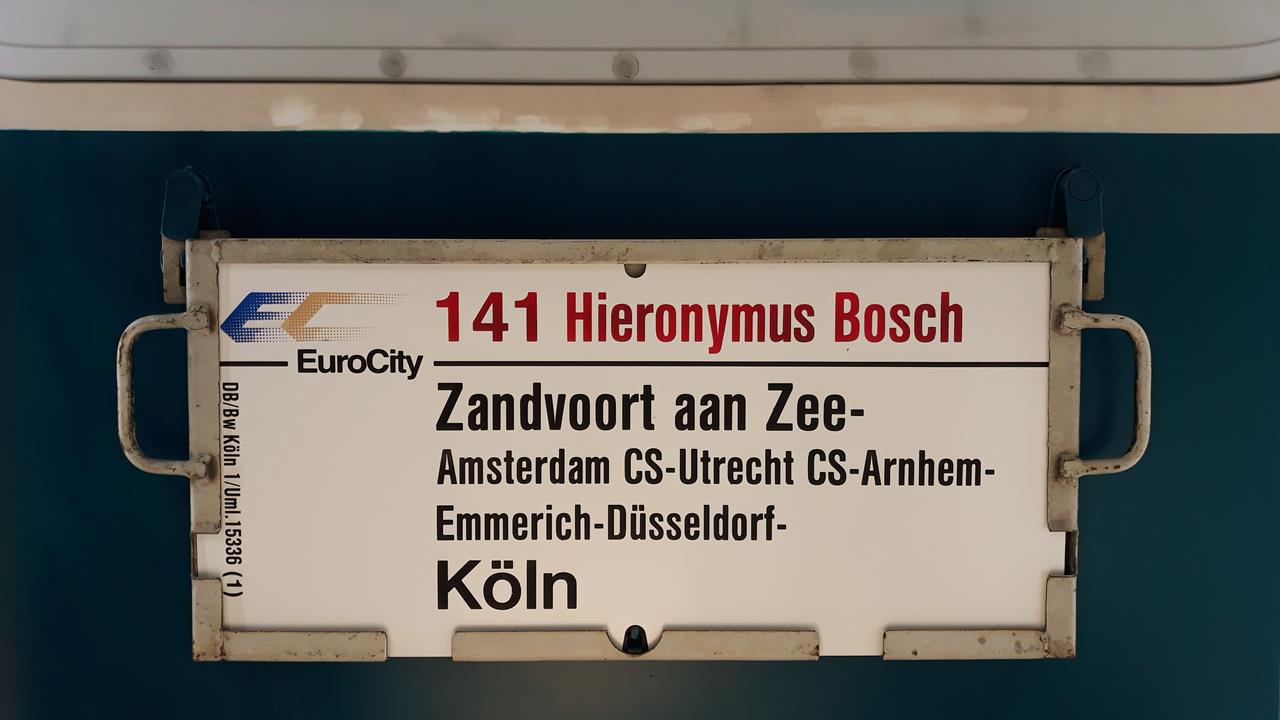 EC
141 Hieronymus Bosch
EuroCity
Zandvoort aan Zee-
Amsterdam CS-Utrecht CS-Arnhem-
Emmerich-Düsseldorf-
Köln
DB/Bw Köln 1/Uml.15336 (1)